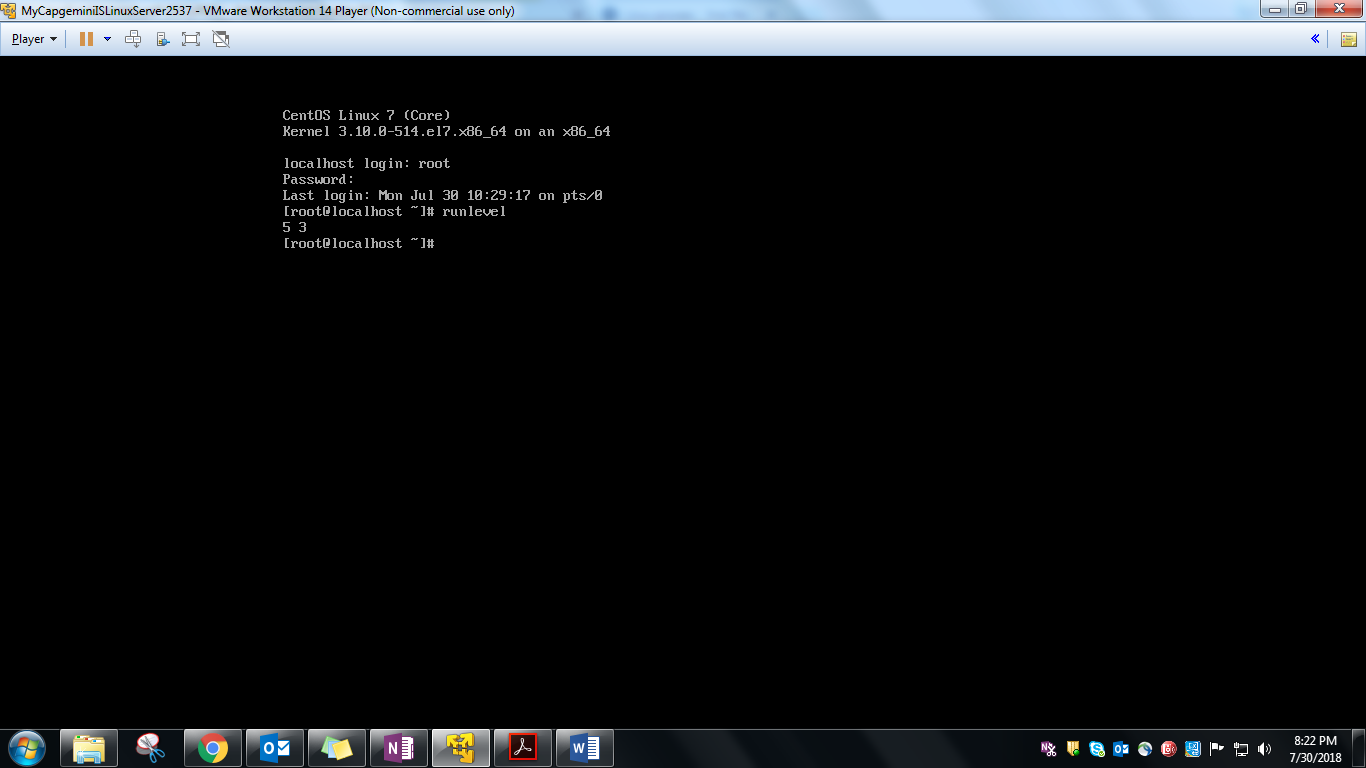 MyCapgeminiISLinuxServer2537 - VMware Workstation 14 Player (Non-commercial use only)
Player
CentOS Linux 7 (Core)
Kernel 3.10.0-514.el7.x86_64 on an x86_64
localhost login: root
Password:
Last login: Mon Jul 30 10:29:17 on pts/0
[root@localhost ~]# runlevel
5 3
[root@localhost ~]#
8:22 PM
7/30/2018